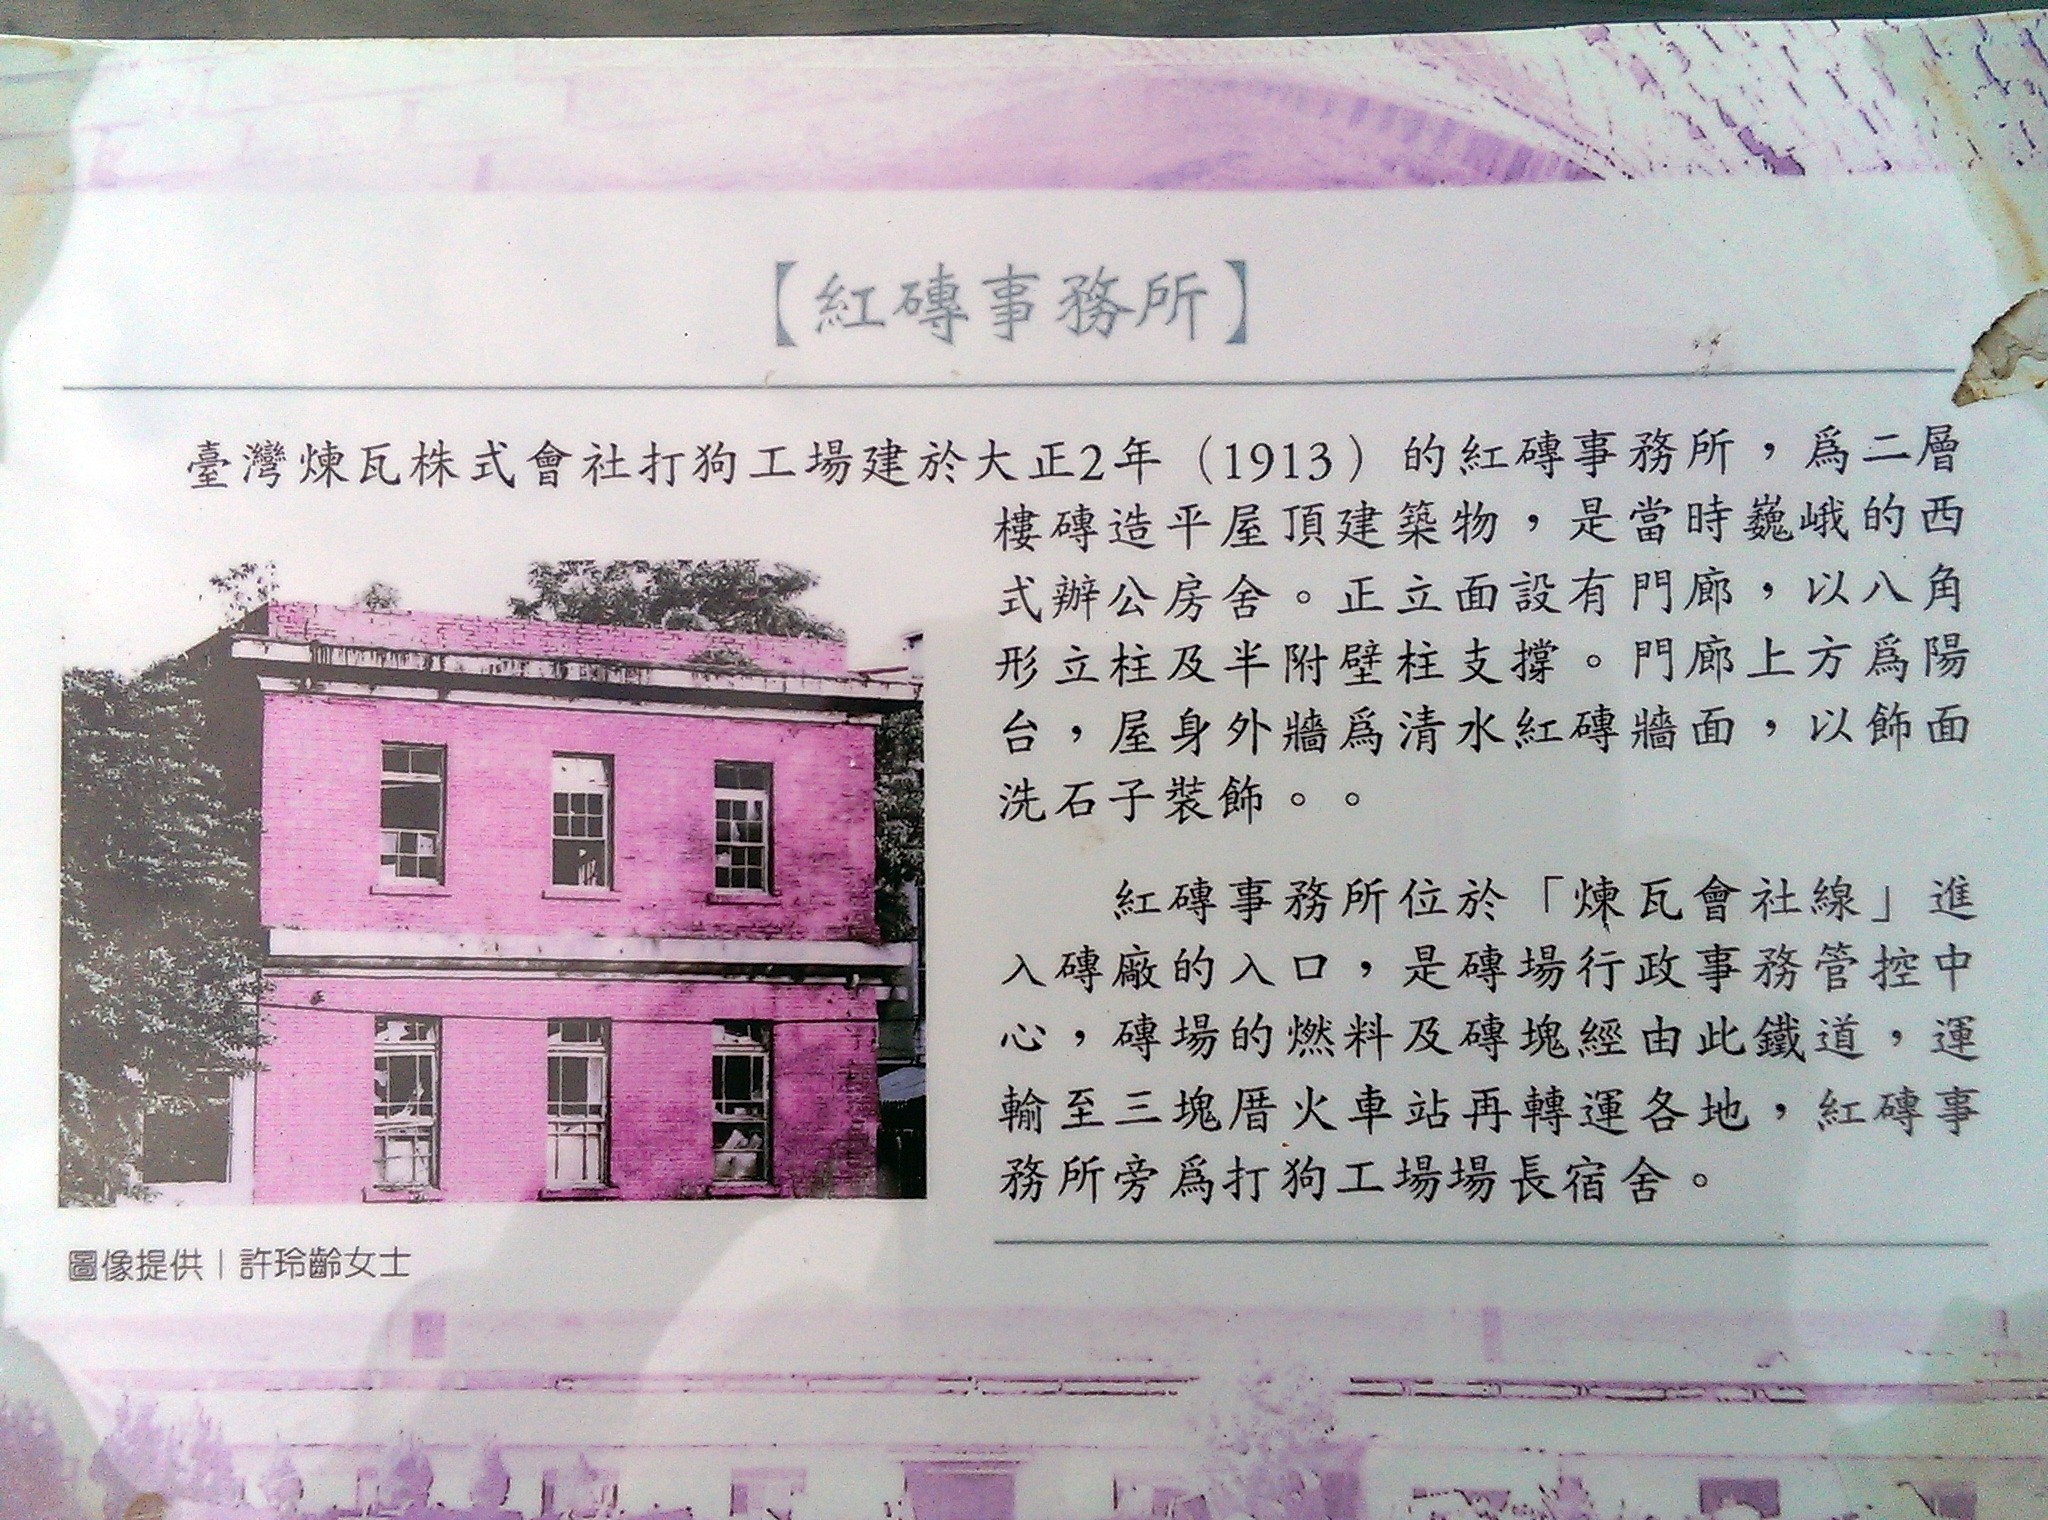 【紅磚事務所】
臺灣煉瓦株式會社打狗工場建於大正2年（1913）的紅磚事務所，爲二層
樓磚造平屋頂建築物，是當時巍峨的西
式辦公房舍。正立面設有門廊，以八角
形立柱及半附壁柱支撐。門廊上方爲陽
台，屋身外牆爲清水紅磚牆面，以飾面
洗石子裝飾。。
紅磚事務所位於「煉瓦會社線」進
入磚廠的入口，是磚場行政事務管控中
心，磚場的燃料及磚塊經由此鐵道，運
輸至三塊厝火車站再轉運各地，紅磚事
務所旁爲打狗工場場長宿舍。
圖像提供｜許玲齡女士